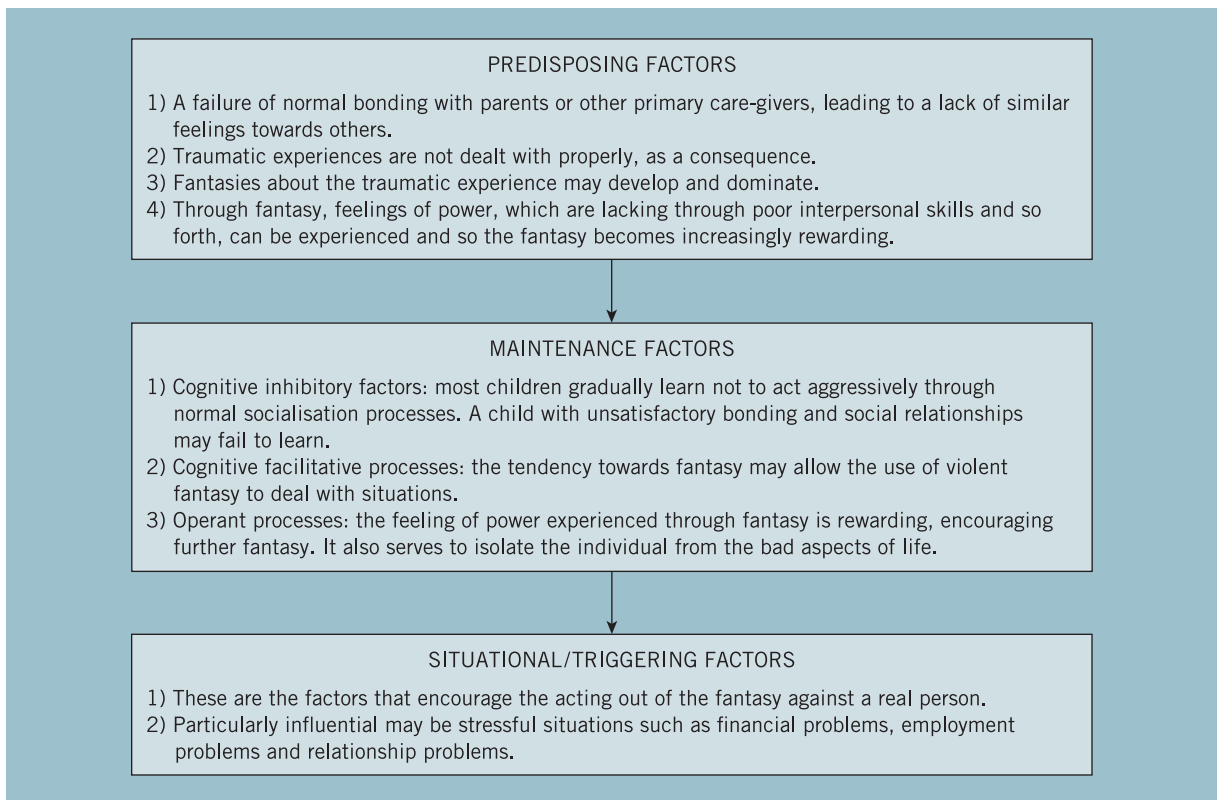 PREDISPOSING FACTORS
1) A failure of normal bonding with parents or other primary care-givers, leading to a lack of similar
feelings towards others.
2) Traumatic experiences are not dealt with properly, as a consequence.
3) Fantasies about the traumatic experience may develop and dominate.
4) Through fantasy, feelings of power, which are lacking through poor interpersonal skills and so
forth, can be experienced and so the fantasy becomes increasingly rewarding.
MAINTENANCE FACTORS
1) Cognitive inhibitory factors: most children gradually learn not to act aggressively through
normal socialisation processes. A child with unsatisfactory bonding and social relationships
may fail to learn.
2) Cognitive facilitative processes: the tendency towards fantasy may allow the use of violent
fantasy to deal with situations.
3) Operant processes: the feeling of power experienced through fantasy is rewarding, encouraging
further fantasy. It also serves to isolate the individual from the bad aspects of life.
SITUATIONAL/TRIGGERING FACTORS
1) These are the factors that encourage the acting out of the fantasy against a real person.
2) Particularly influential may be stressful situations such as financial problems, employment
problems and relationship problems.